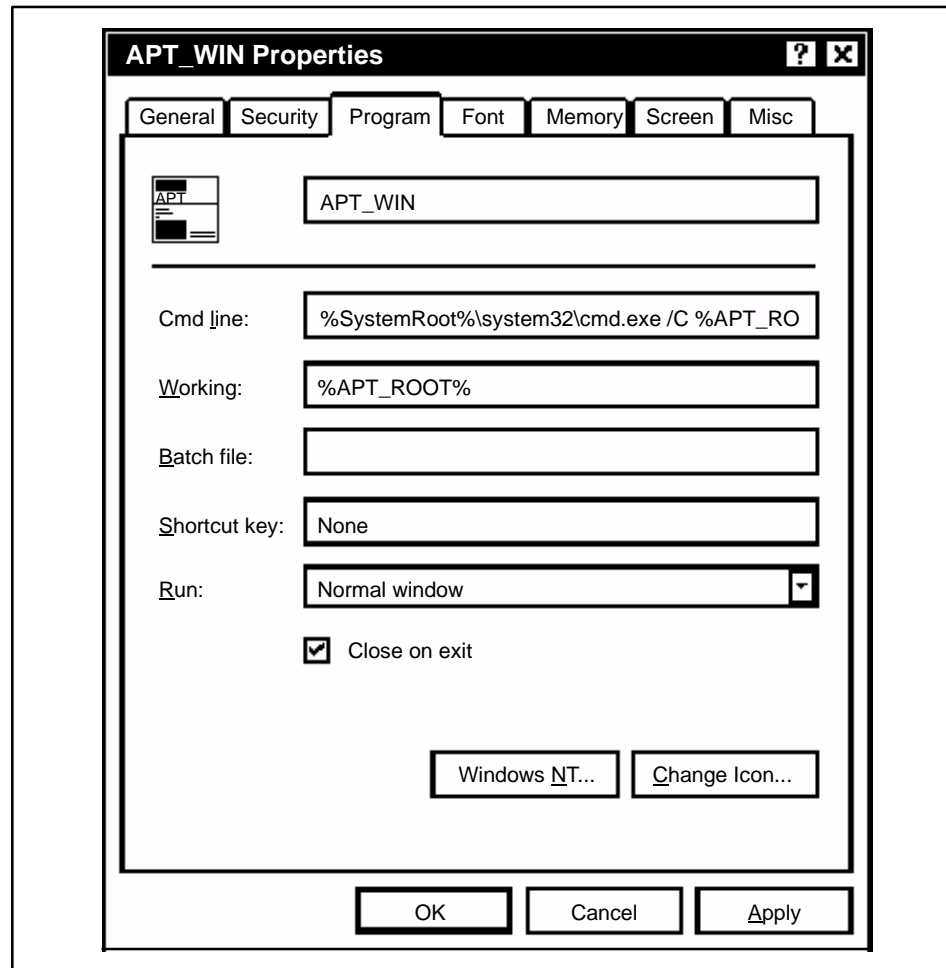 APT_WIN Properties
? X
General Security Program Font Memory Screen Misc
APT
APT_WIN
Cmd line: %SystemRoot%\system32\cmd.exe /C %APT_RO
Working: %APT_ROOT%
Batch file:
Shortcut key: None
Run: Normal window
Close on exit
Windows NT... Change Icon...
OK Cancel Apply